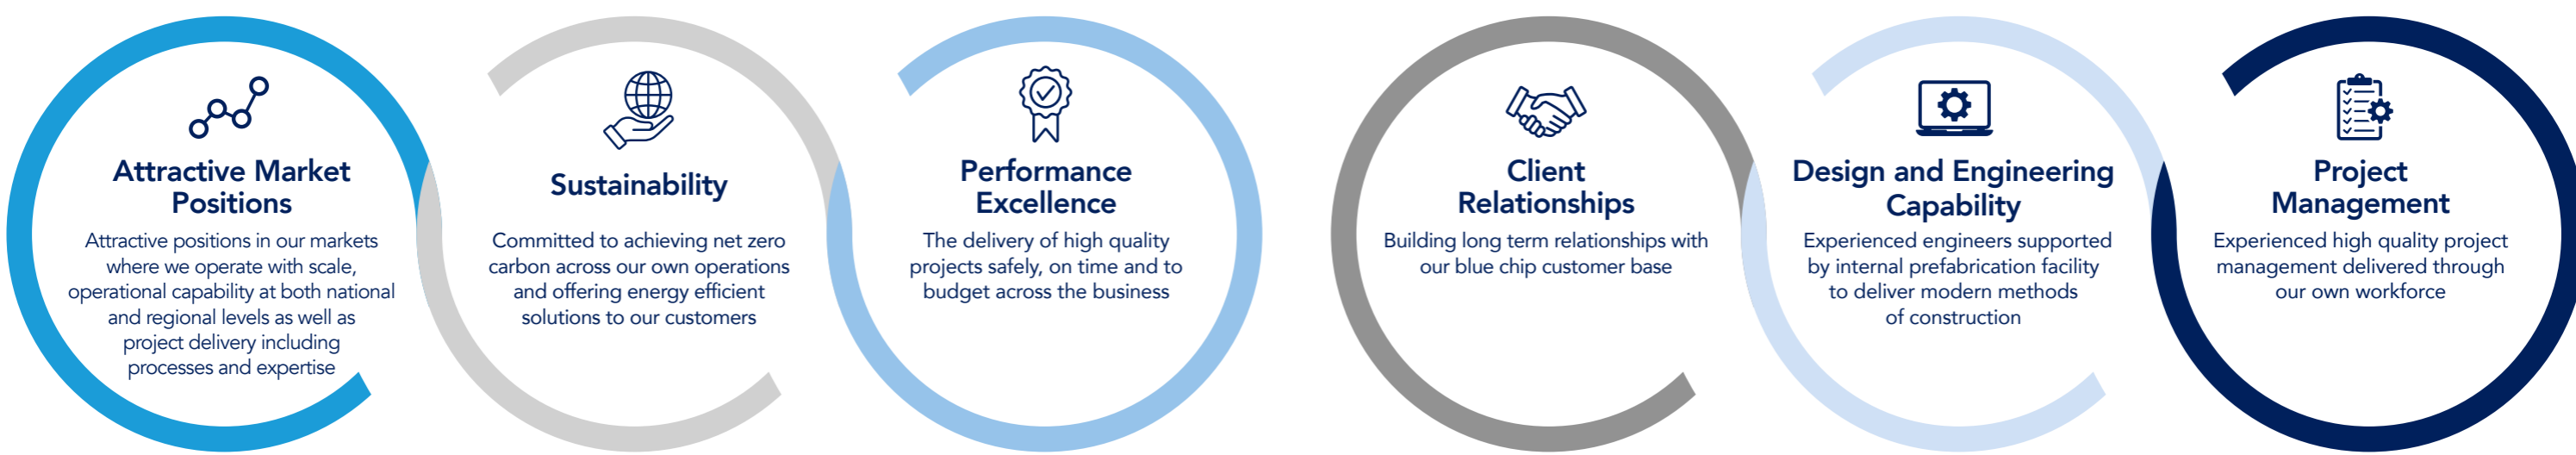 Attractive Market
Positions
Attractive positions in our markets
where we operate with scale,
operational capability at both national
and regional levels as well as
project delivery including
processes and expertise
Sustainability
Committed to achieving net zero
carbon across our own operations
and offering energy efficient
solutions to our customers
Performance
Excellence
The delivery of high quality
projects safely, on time and to
budget across the business
Client
Relationships
Building long term relationships with
our blue chip customer base
Design and Engineering
Capability
Experienced engineers supported
by internal prefabrication facility
to deliver modern methods
of construction
Project
Management
Experienced high quality project
management delivered through
our own workforce